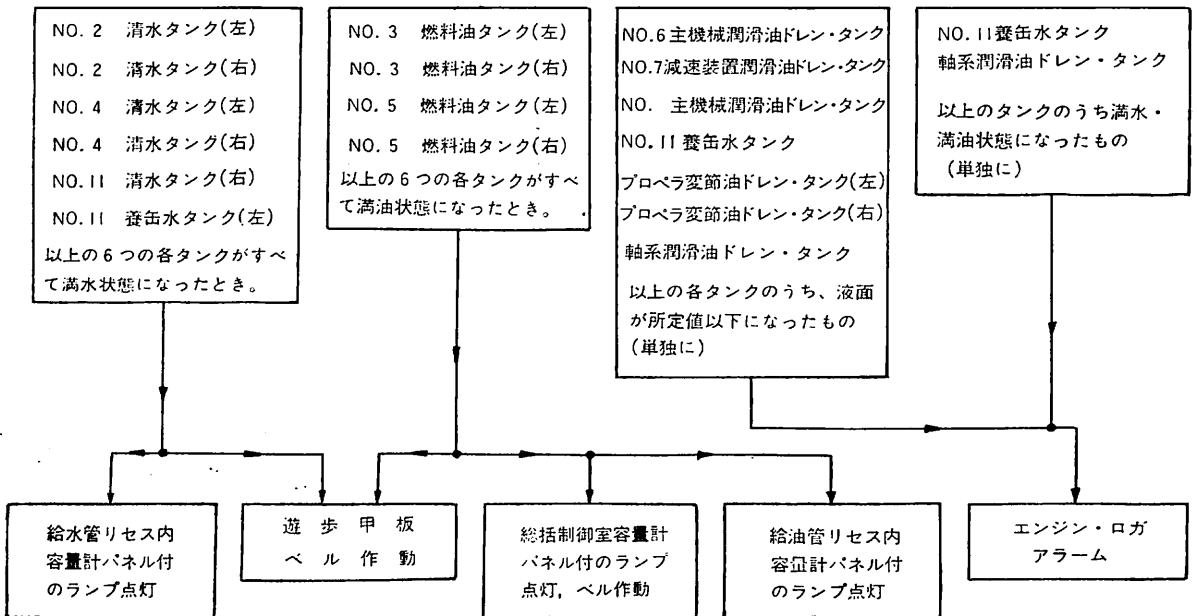 NO. 2 清水タンク(左)
NO. 2 清水タンク(右)
NO. 4 清水タンク(左)
NO. 4 清水タンク(右)
NO. 11 清水タンク(右)
NO. 11 養缶水タンク(左)
以上の6つの各タンクがすべ
て満水状態になったとき。
NO. 3 燃料油タンク(左)
NO. 3 燃料油タンク(右)
NO. 5 燃料油タンク(左)
NO. 5 燃料油タンク(右)
以上の6つの各タンクがすべ
て満油状態になったとき。
NO.6主機械潤滑油ドレン・タンク
NO.7減速装置潤滑油ドレン・タンク
NO. 主機械潤滑油ドレン・タンク
NO.11養缶水タンク
プロペラ変節油ドレン・タンク(左)
プロペラ変節油ドレン・タンク(右)
軸系潤滑油ドレン・タンク
以上の各タンクのうち、液面
が所定値以下になったもの
(単独に)
NO.11養缶水タンク
軸系潤滑油ドレン・タンク
以上のタンクのうち満水・
満油状態になったもの
(単独に)
給水管リセス内
容量計パネル付
のランプ点灯
遊歩甲板
ベル作動
総括制御室容量計
パネル付のランプ
点灯，ベル作動
給油管リセス内
容量計パネル付
のランプ点灯
エンジン・ロガ
アラーム